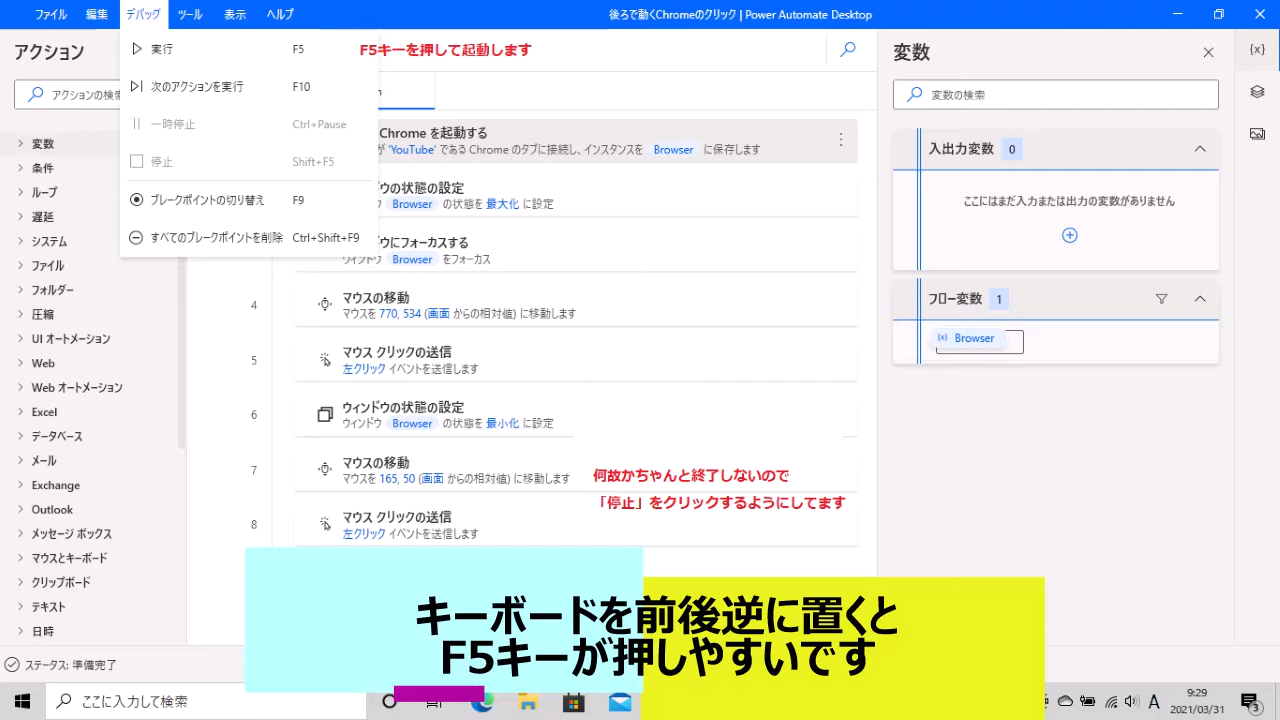 編集
デバッグ
ツール
表示
ヘルプ
後ろで動くchromeのクリック | Power Automate Desktop
アクション
実行 F5
F5キーを押して起動します
変数
{x}
アクションの検索
次のアクションを実行 F10
変数の検索
一時停止 Ctrl+Pause
停止 Shift+F5
ブレークポイントの切り替え F9
すべてのブレークポイントを削除 Ctrl+Shift+F9
変数
条件
ループ
遅延
システム
ファイル
フォルダー
圧縮
UI オートメーション
Web
Web オートメーション
Excel
データベース
メール
Exchange
Outlook
メッセージ ボックス
マウスとキーボード
クリップボード
テキスト
日時
Chrome を起動する
が 'YouTube' である Chrome のタブに接続し、インスタンスを Browser に保存します
ウの状態の設定
Browser の状態を 最大化 に設定
ウにフォーカスする
ウィンドウ Browser をフォーカス
4 マウスの移動
マウスを 770, 534 (画面 からの相対値) に移動します
5 マウス クリックの送信
左クリック イベントを送信します
6 ウィンドウの状態の設定
ウィンドウ Browser の状態を 最小化 に設定
7 マウスの移動
マウスを 165, 50 (画面 からの相対値) に移動します
何故かちゃんと終了しないので
「停止」をクリックするようにしてます
8 マウス クリックの送信
左クリック イベントを送信します
入出力変数 0
ここにはまだ入力または出力の変数がありません
フロー変数 1
{x} Browser
キーボードを前後逆に置くと
F5キーが押しやすいです
ステータス: 準備完了
ここに入力して検索
A
9:29
2021/03/31
3